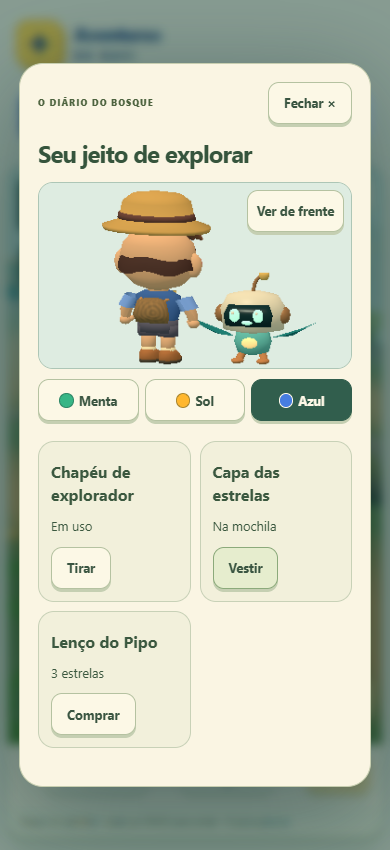 O DIÁRIO DO BOSQUE
Fechar ×
Seu jeito de explorar
Ver de frente
Menta
Sol
Azul
Chapéu de
explorador
Em uso
Tirar
Capa das
estrelas
Na mochila
Vestir
Lenço do Pipo
3 estrelas
Comprar